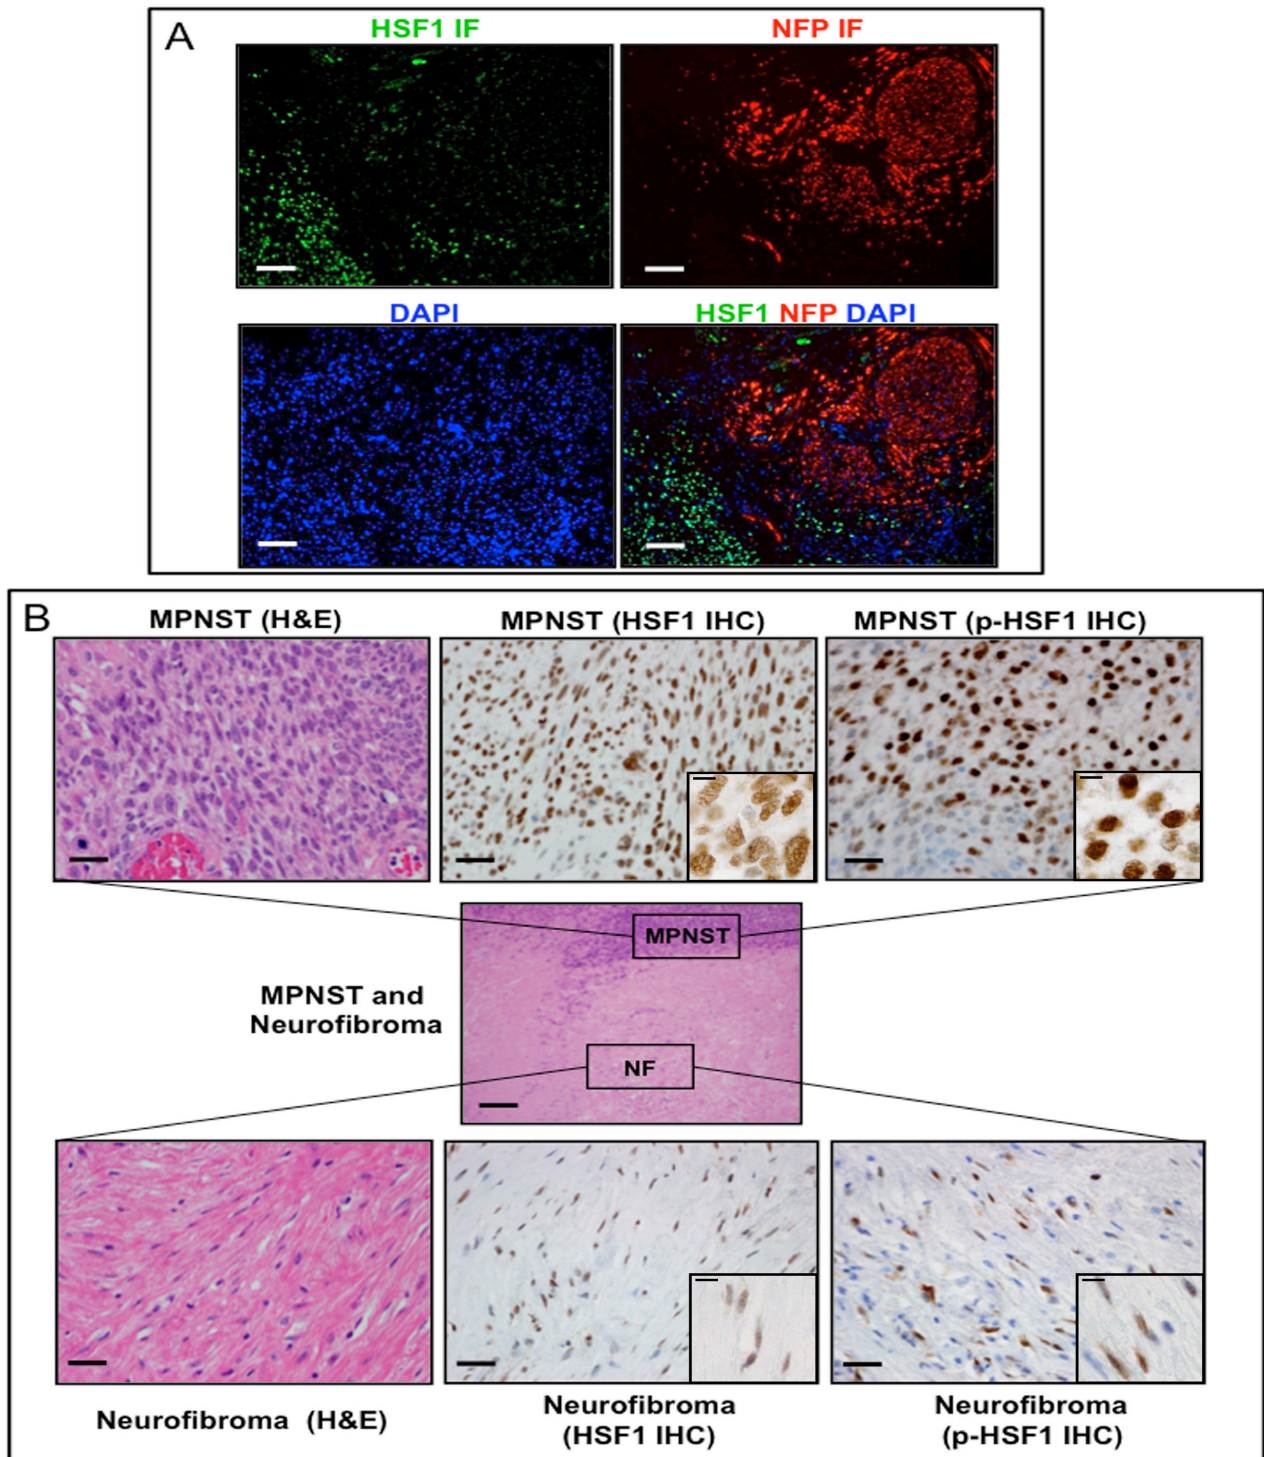 A
HSF1 IF
NFP IF
DAPI
HSF1 NFP DAPI
B
MPNST (H&E)
MPNST (HSF1 IHC)
MPNST (p-HSF1 IHC)
MPNST
MPNST and
Neurofibroma
NF
Neurofibroma (H&E)
Neurofibroma
(HSF1 IHC)
Neurofibroma
(p-HSF1 IHC)